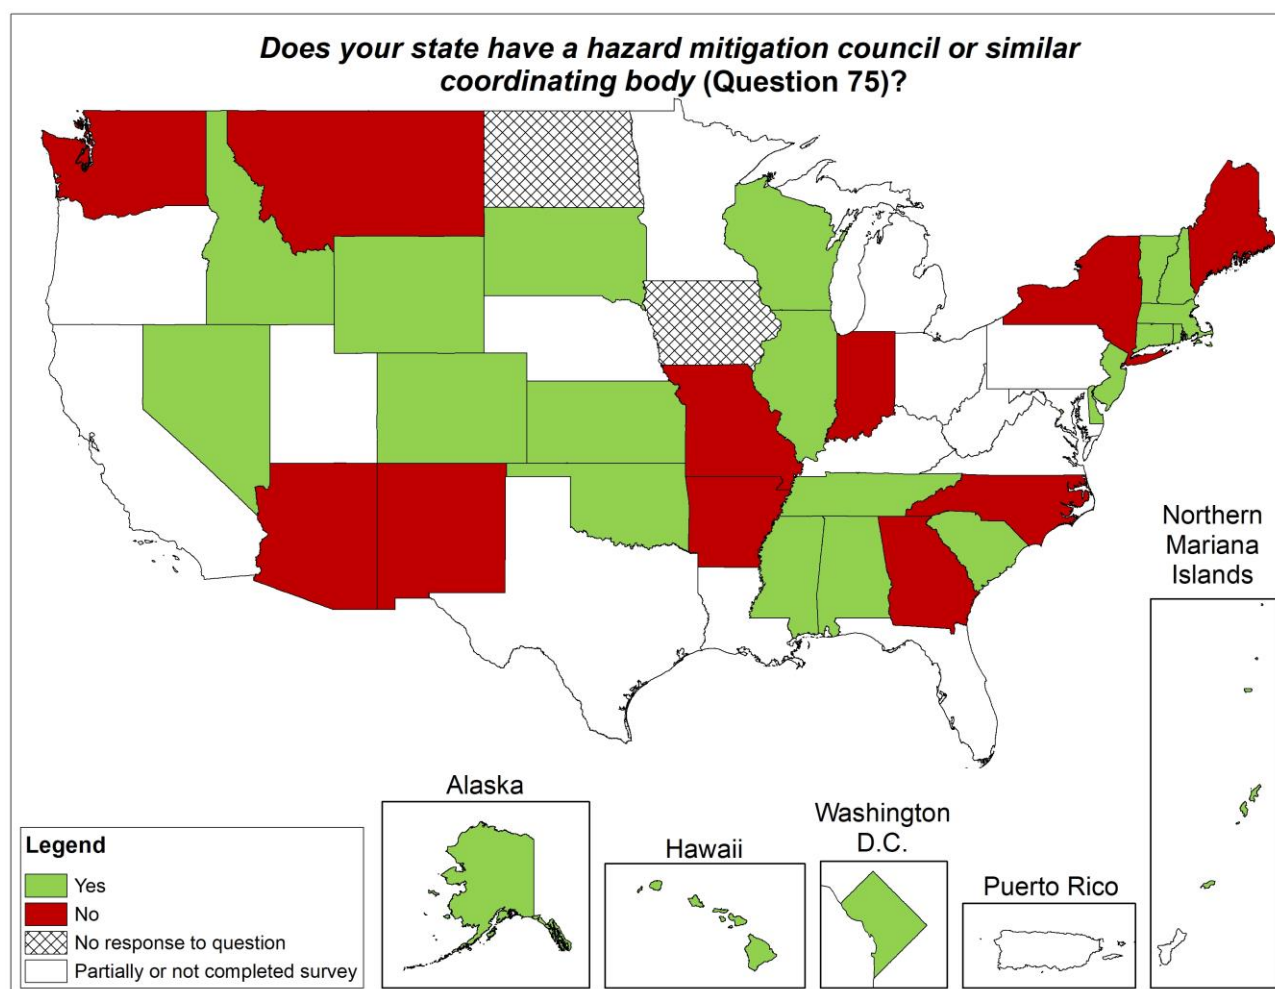 Does your state have a hazard mitigation council or similar
coordinating body (Question 75)?
Northern
Mariana
Islands
Alaska
Hawaii
Washington
D.C.
Puerto Rico
Legend
Yes
No
No response to question
Partially or not completed survey